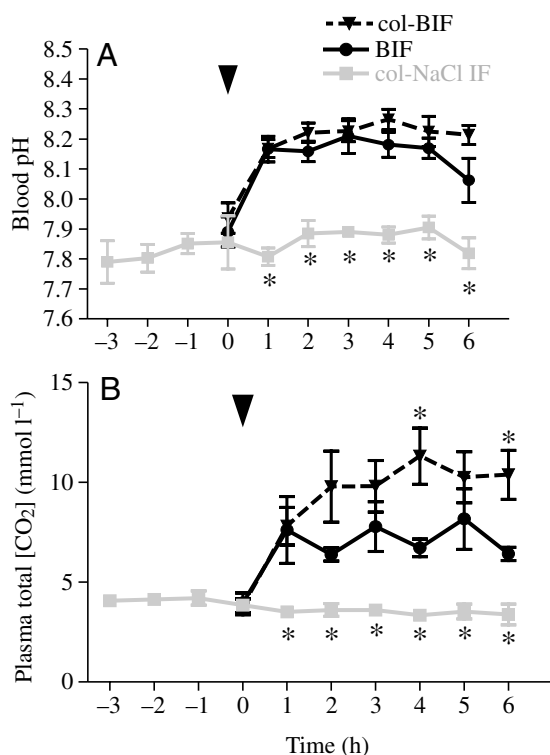 col-BIF
BIF
col-NaCl IF
A
Blood pH
8.5
8.4
8.3
8.2
8.1
8.0
7.9
7.8
7.7
7.6
* * * * * *
–3 –2 –1 0 1 2 3 4 5 6
B
Plasma total [CO2] (mmol l–1)
15
10
5
0
* *
* * * * * *
–3 –2 –1 0 1 2 3 4 5 6
Time (h)